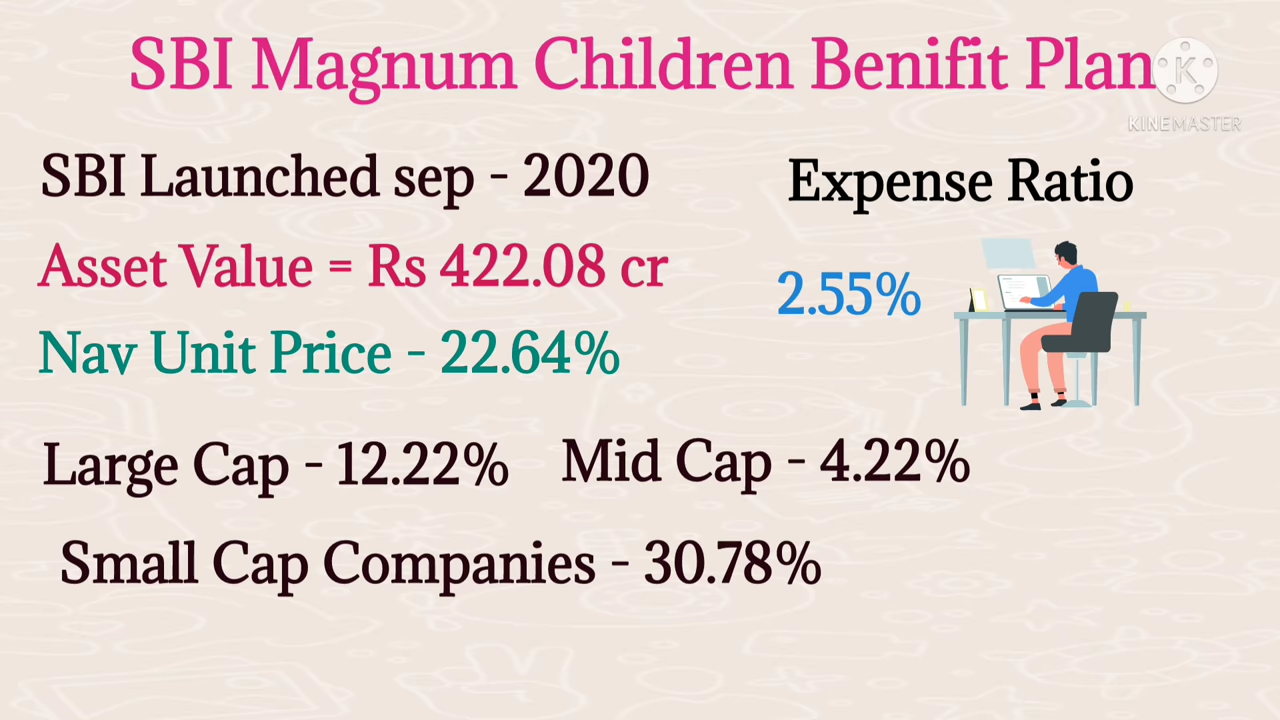 SBI Magnum Children Benifit Plan
KINEMASTER
SBI Launched sep - 2020
Expense Ratio
Asset Value = Rs 422.08 cr
2.55%
Nav Unit Price - 22.64%
Large Cap - 12.22%
Mid Cap - 4.22%
Small Cap Companies - 30.78%